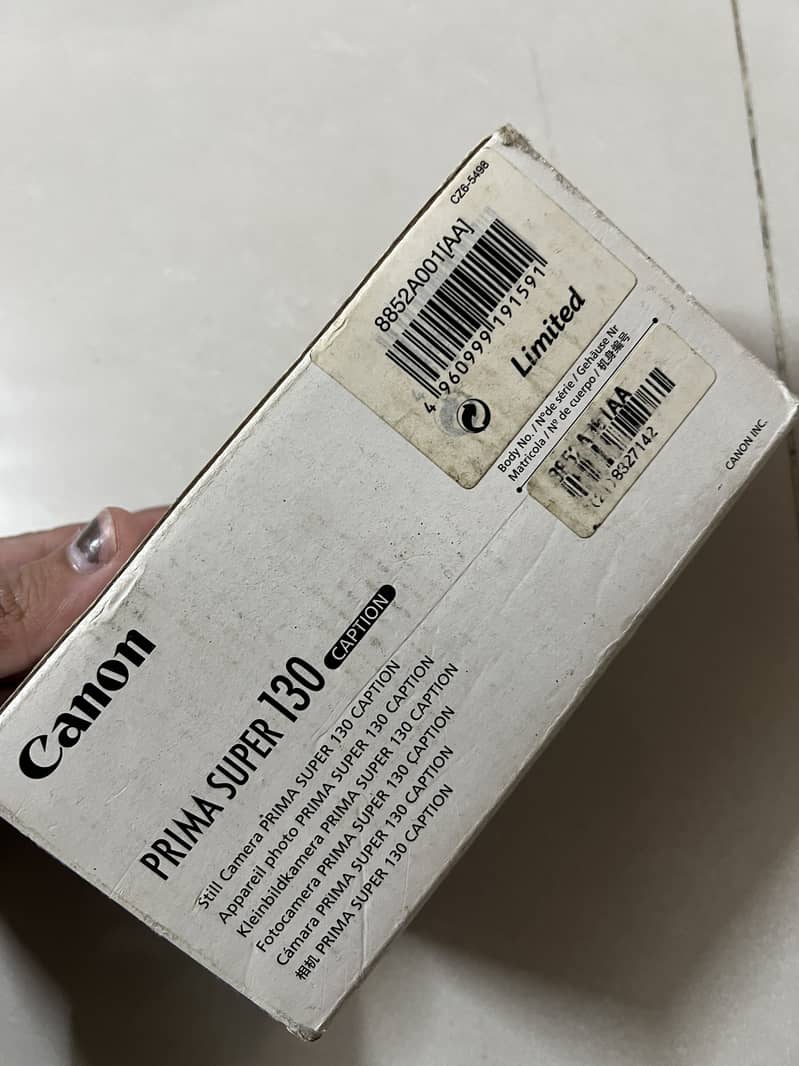 Canon
PRIMA SUPER 130 CAPTION
Still Camera PRIMA SUPER 130 CAPTION
Appareil photo PRIMA SUPER 130 CAPTION
Kleinbildkamera PRIMA SUPER 130 CAPTION
Fotocamera PRIMA SUPER 130 CAPTION
Cámara PRIMA SUPER 130 CAPTION
相机 PRIMA SUPER 130 CAPTION
CZ6-5498
8852A001[AA]
4 960999 191591
Limited
Body No. / Nºde série / Gehäuse Nr
Matricola / Nº de cuerpo / 机身编号
8327142
CANON INC.